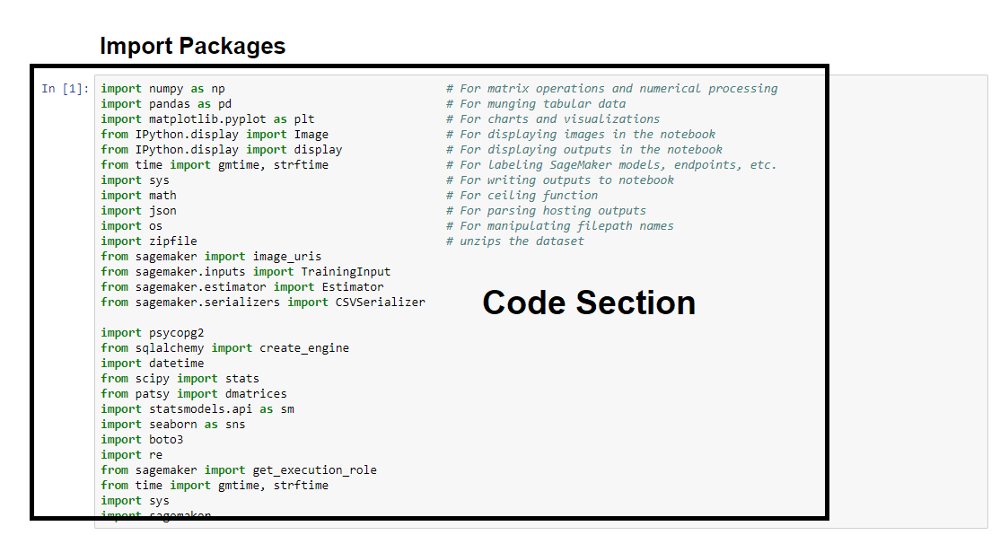 Import Packages
In [1]:
import numpy as np # For matrix operations and numerical processing
import pandas as pd # For munging tabular data
import matplotlib.pyplot as plt # For charts and visualizations
from IPython.display import Image # For displaying images in the notebook
from IPython.display import display # For displaying outputs in the notebook
from time import gmtime, strftime # For labeling SageMaker models, endpoints, etc.
import sys # For writing outputs to notebook
import math # For ceiling function
import json # For parsing hosting outputs
import os # For manipulating filepath names
import zipfile # unzips the dataset
from sagemaker import image_uris
from sagemaker.inputs import TrainingInput
from sagemaker.estimator import Estimator
from sagemaker.serializers import CSVSerializer
Code Section
import psycopg2
from sqlalchemy import create_engine
import datetime
from scipy import stats
from patsy import dmatrices
import statsmodels.api as sm
import seaborn as sns
import boto3
import re
from sagemaker import get_execution_role
from time import gmtime, strftime
import sys
import sagemaker